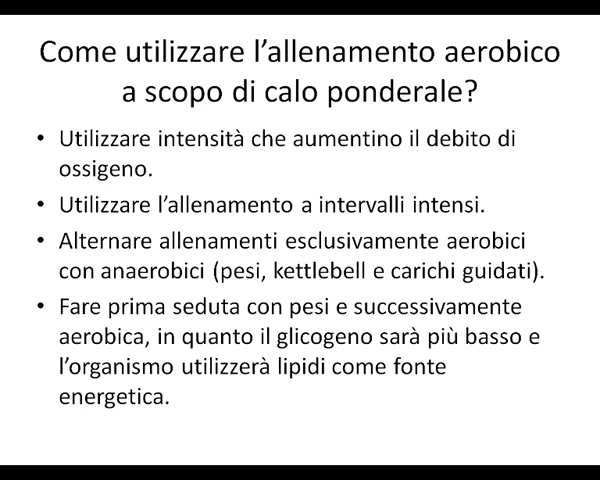 Come utilizzare l’allenamento aerobico
a scopo di calo ponderale?
• Utilizzare intensità che aumentino il debito di
ossigeno.
• Utilizzare l’allenamento a intervalli intensi.
• Alternare allenamenti esclusivamente aerobici
con anaerobici (pesi, kettlebell e carichi guidati).
• Fare prima seduta con pesi e successivamente
aerobica, in quanto il glicogeno sarà più basso e
l’organismo utilizzerà lipidi come fonte
energetica.